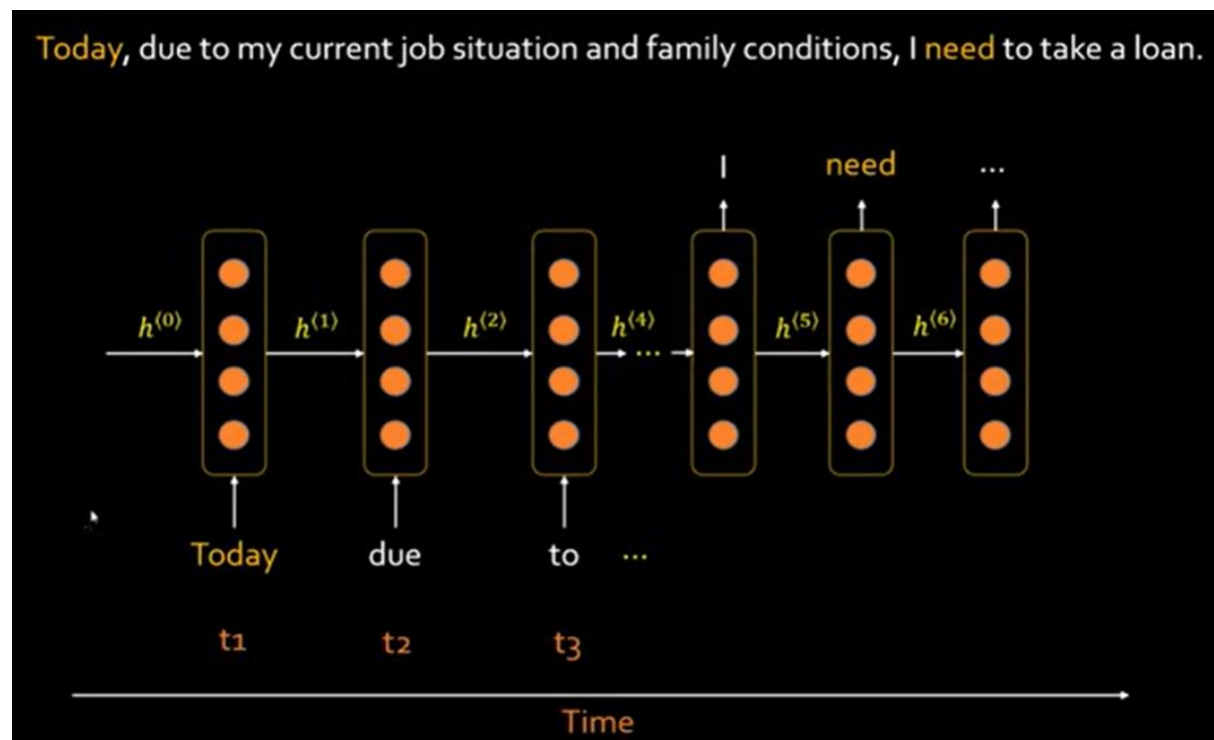 Today, due to my current job situation and family conditions, I need to take a loan.
I need ...
h⟨0⟩ h⟨1⟩ h⟨2⟩ h⟨4⟩ ... h⟨5⟩ h⟨6⟩
Today due to ...
t1 t2 t3
Time